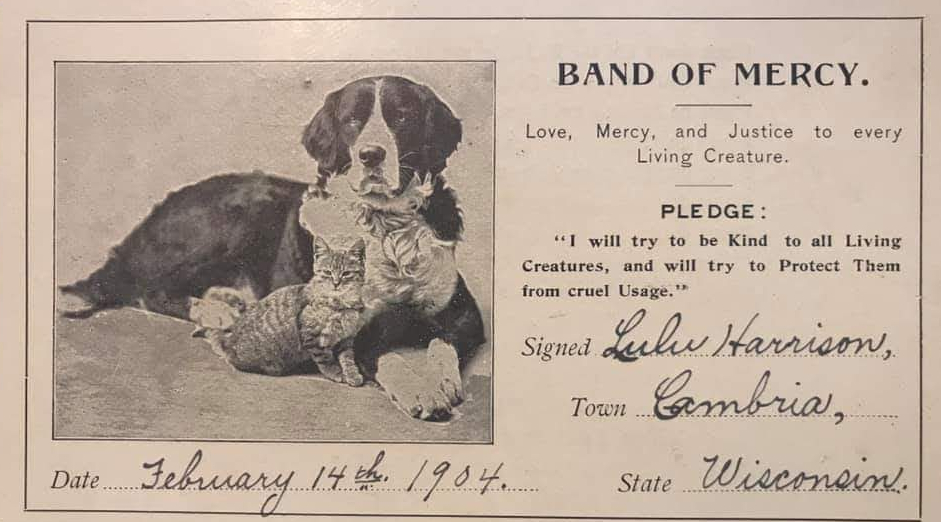 BAND OF MERCY.
Love, Mercy, and Justice to every
Living Creature.
PLEDGE:
"I will try to be Kind to all Living
Creatures, and will try to Protect Them
from cruel Usage."
Signed Lulu Harrison,
Town Cambria,
Date February 14th. 1904.
State Wisconsin.